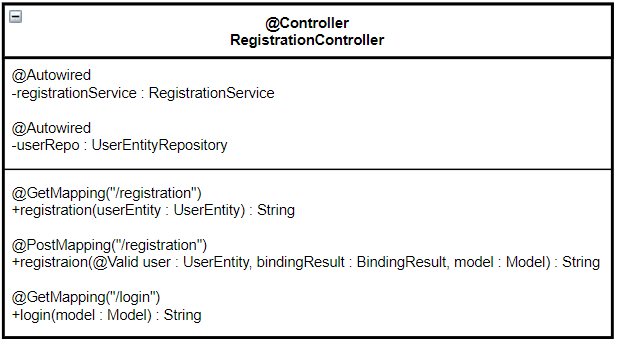 @Controller
RegistrationController
@Autowired
-registrationService : RegistrationService
@Autowired
-userRepo : UserEntityRepository
@GetMapping("/registration")
+registration(userEntity : UserEntity) : String
@PostMapping("/registration")
+registraion(@Valid user : UserEntity, bindingResult : BindingResult, model : Model) : String
@GetMapping("/login")
+login(model : Model) : String